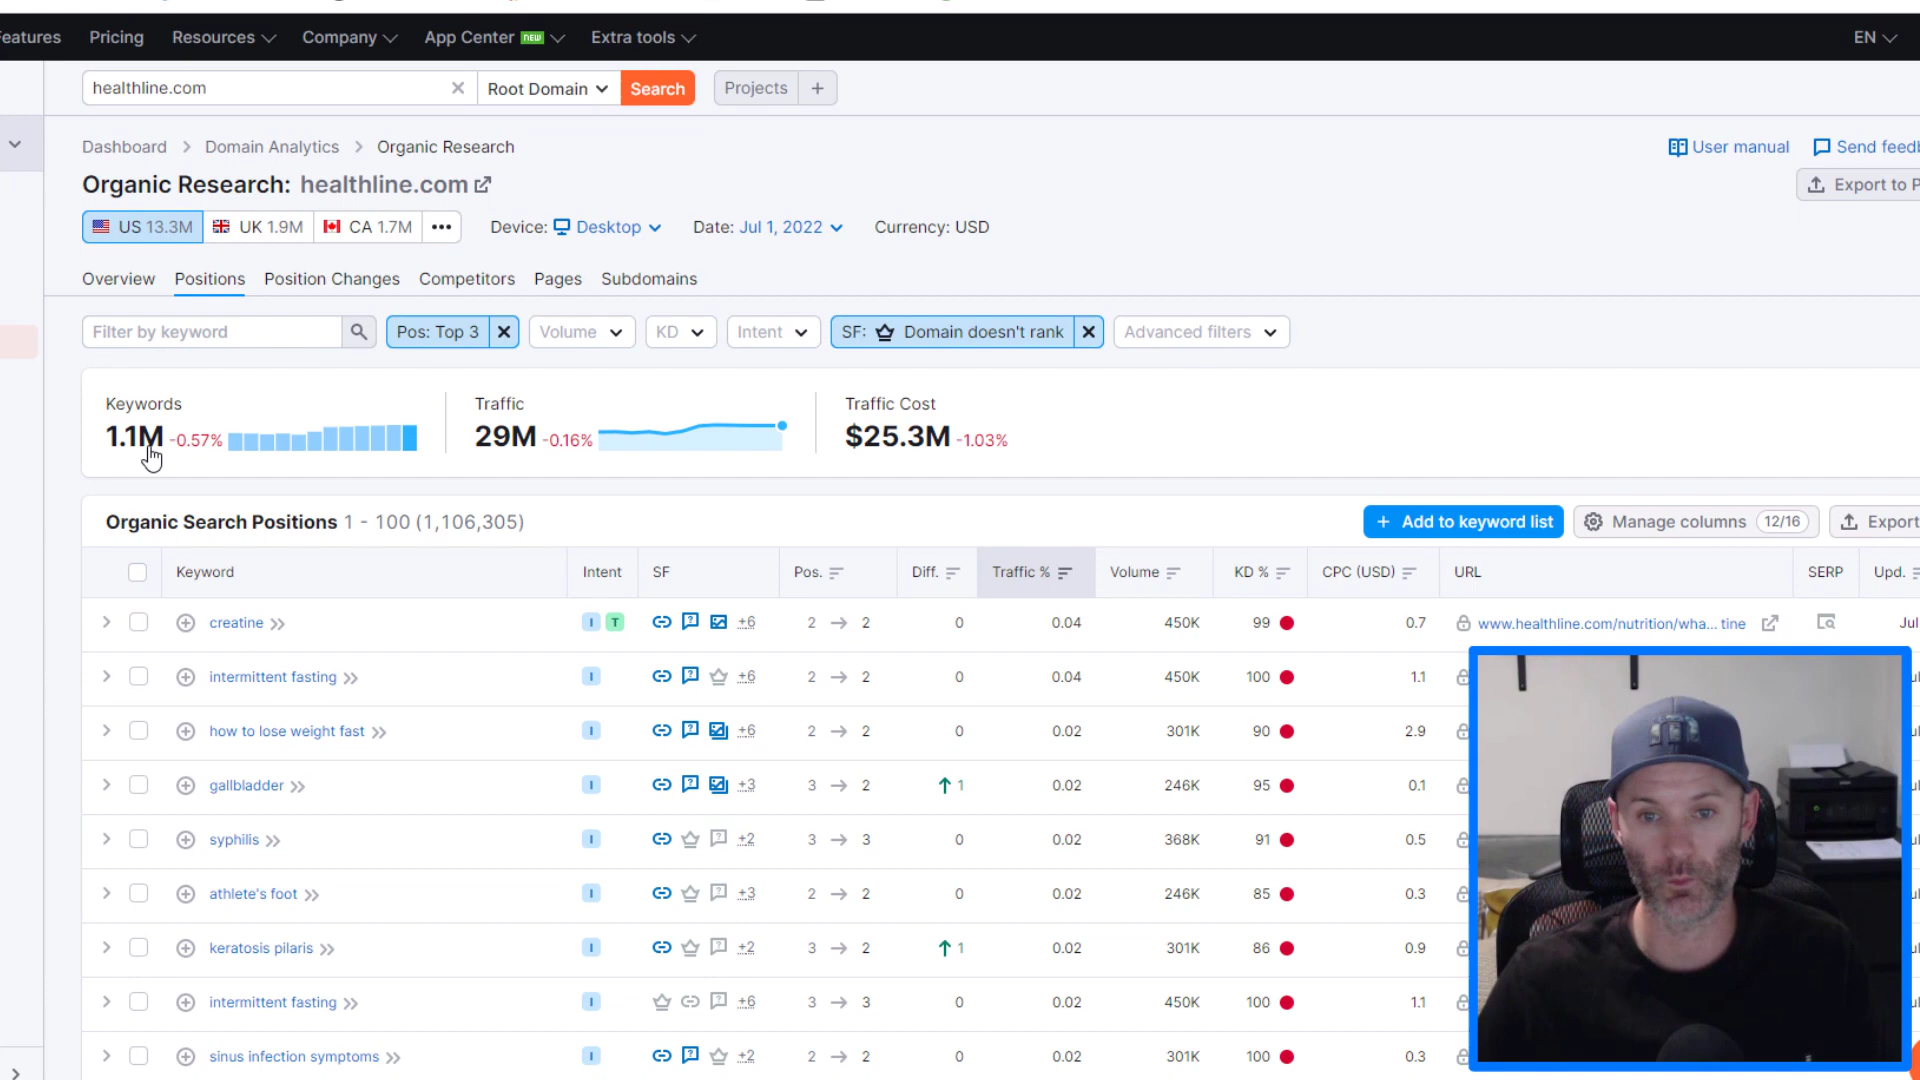 Features Pricing Resources Company App Center NEW Extra tools EN
healthline.com Root Domain Search Projects +
Dashboard > Domain Analytics > Organic Research User manual Send feedb
Organic Research: healthline.com Export to P
US 13.3M UK 1.9M CA 1.7M ••• Device: Desktop Date: Jul 1, 2022 Currency: USD
Overview Positions Position Changes Competitors Pages Subdomains
Filter by keyword Pos: Top 3 Volume KD Intent SF: Domain doesn't rank Advanced filters
Keywords Traffic Traffic Cost
1.1M -0.57% 29M -0.16% $25.3M -1.03%
Organic Search Positions 1 - 100 (1,106,305) + Add to keyword list Manage columns 12/16 Export
Keyword Intent SF Pos. Diff. Traffic % Volume KD % CPC (USD) URL SERP Upd.
creatine I T +6 2 → 2 0 0.04 450K 99 0.7 www.healthline.com/nutrition/wha... tine Jul
intermittent fasting I +6 2 → 2 0 0.04 450K 100 1.1
how to lose weight fast I +6 2 → 2 0 0.02 301K 90 2.9
gallbladder I +3 3 → 2 ↑ 1 0.02 246K 95 0.1
syphilis I +2 3 → 3 0 0.02 368K 91 0.5
athlete's foot I +3 2 → 2 0 0.02 246K 85 0.3
keratosis pilaris I +2 3 → 2 ↑ 1 0.02 301K 86 0.9
intermittent fasting I +6 3 → 3 0 0.02 450K 100 1.1
sinus infection symptoms I +2 2 → 2 0 0.02 301K 100 0.3